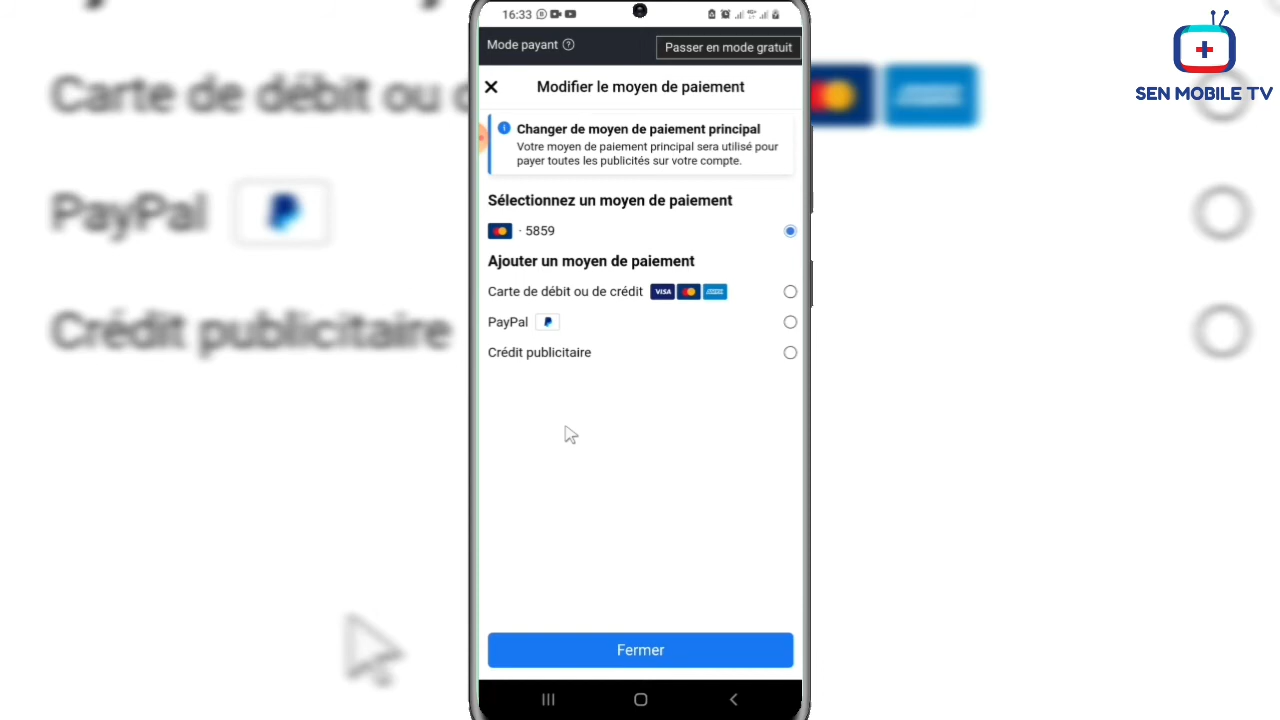 16:33
Mode payant
Passer en mode gratuit
Modifier le moyen de paiement
Changer de moyen de paiement principal
Votre moyen de paiement principal sera utilisé pour
payer toutes les publicités sur votre compte.
Sélectionnez un moyen de paiement
· 5859
Ajouter un moyen de paiement
Carte de débit ou de crédit VISA
PayPal
Crédit publicitaire
Fermer
SEN MOBILE TV
Carte de débit ou
PayPal
Crédit publicitaire